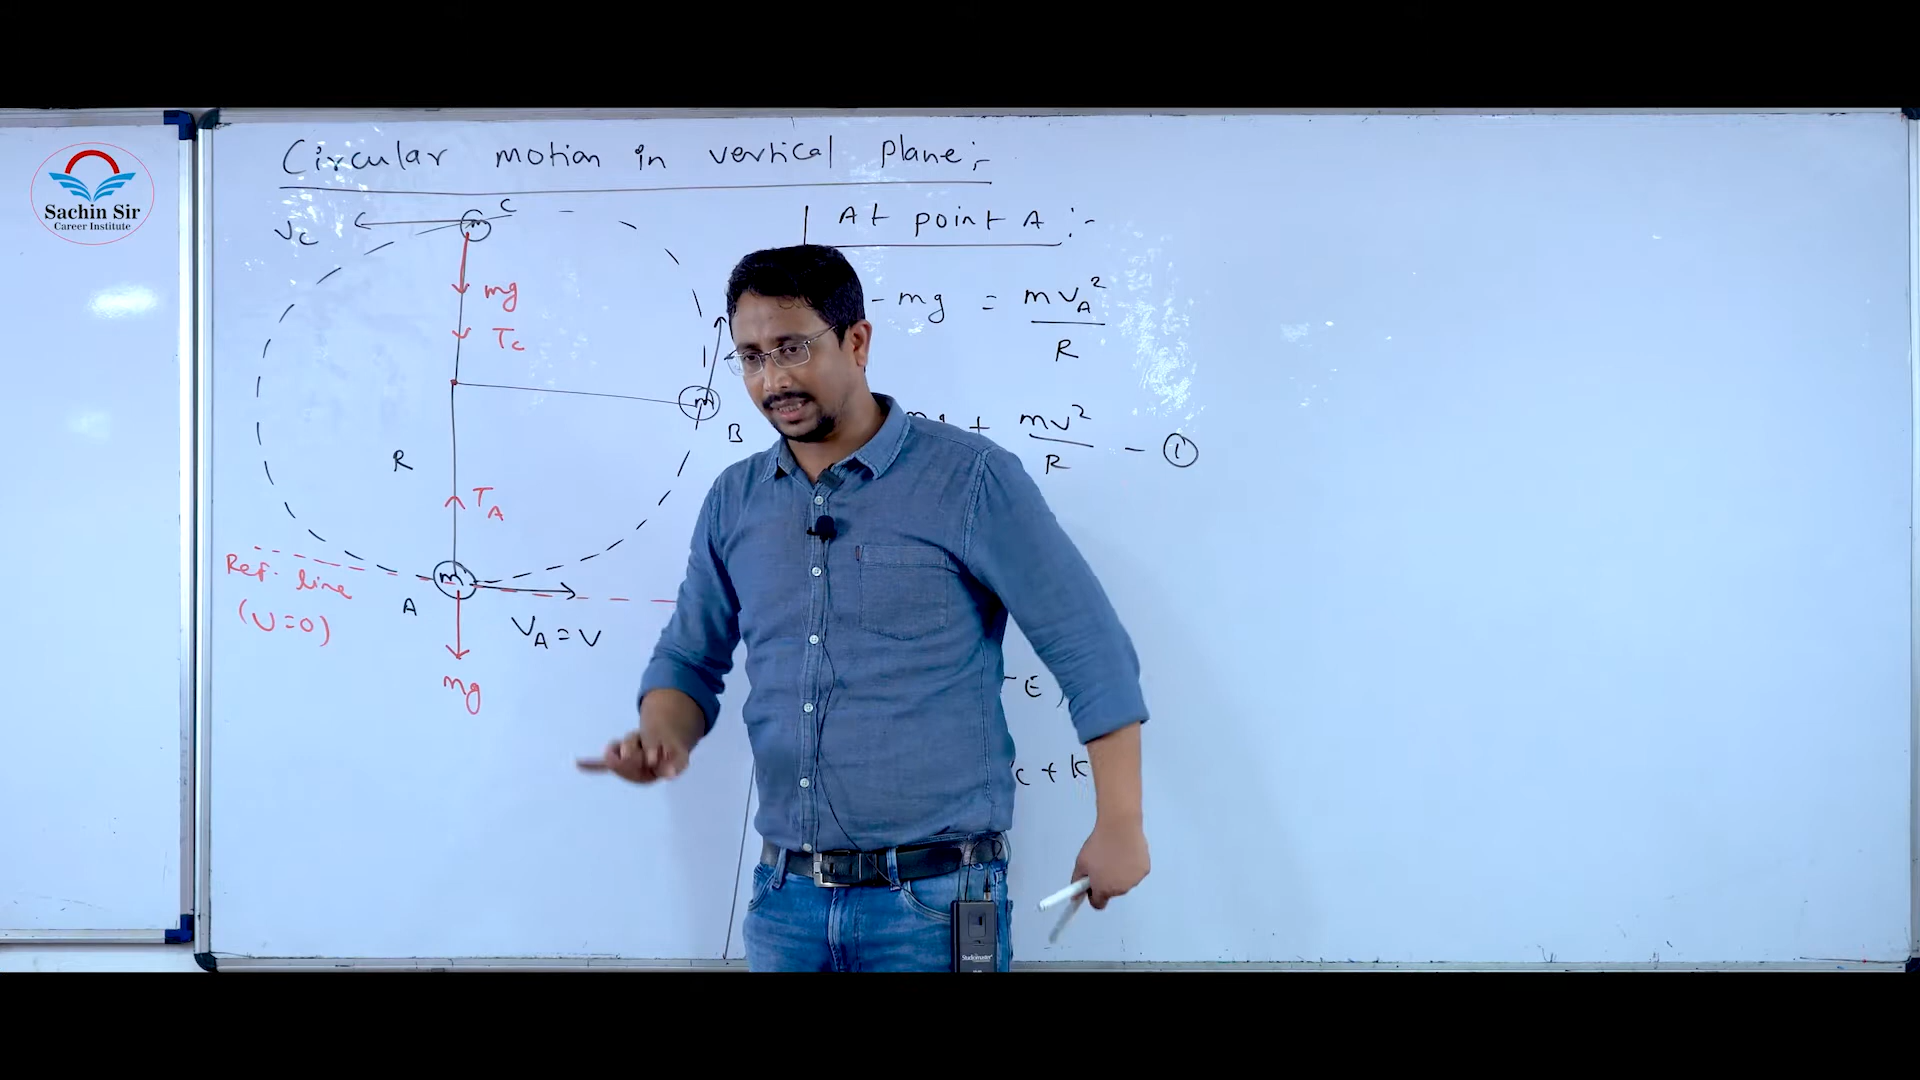 Sachin Sir
Career Institute
Circular motion in vertical plane :-
C
VC
m
mg
TC
m
B
R
TA
Ref. line
(U=0)
m
A
VA = V
mg
At point A :-
- mg = mVA²
R
+ mv² - ①
R
E)
+ K
Studiomaster